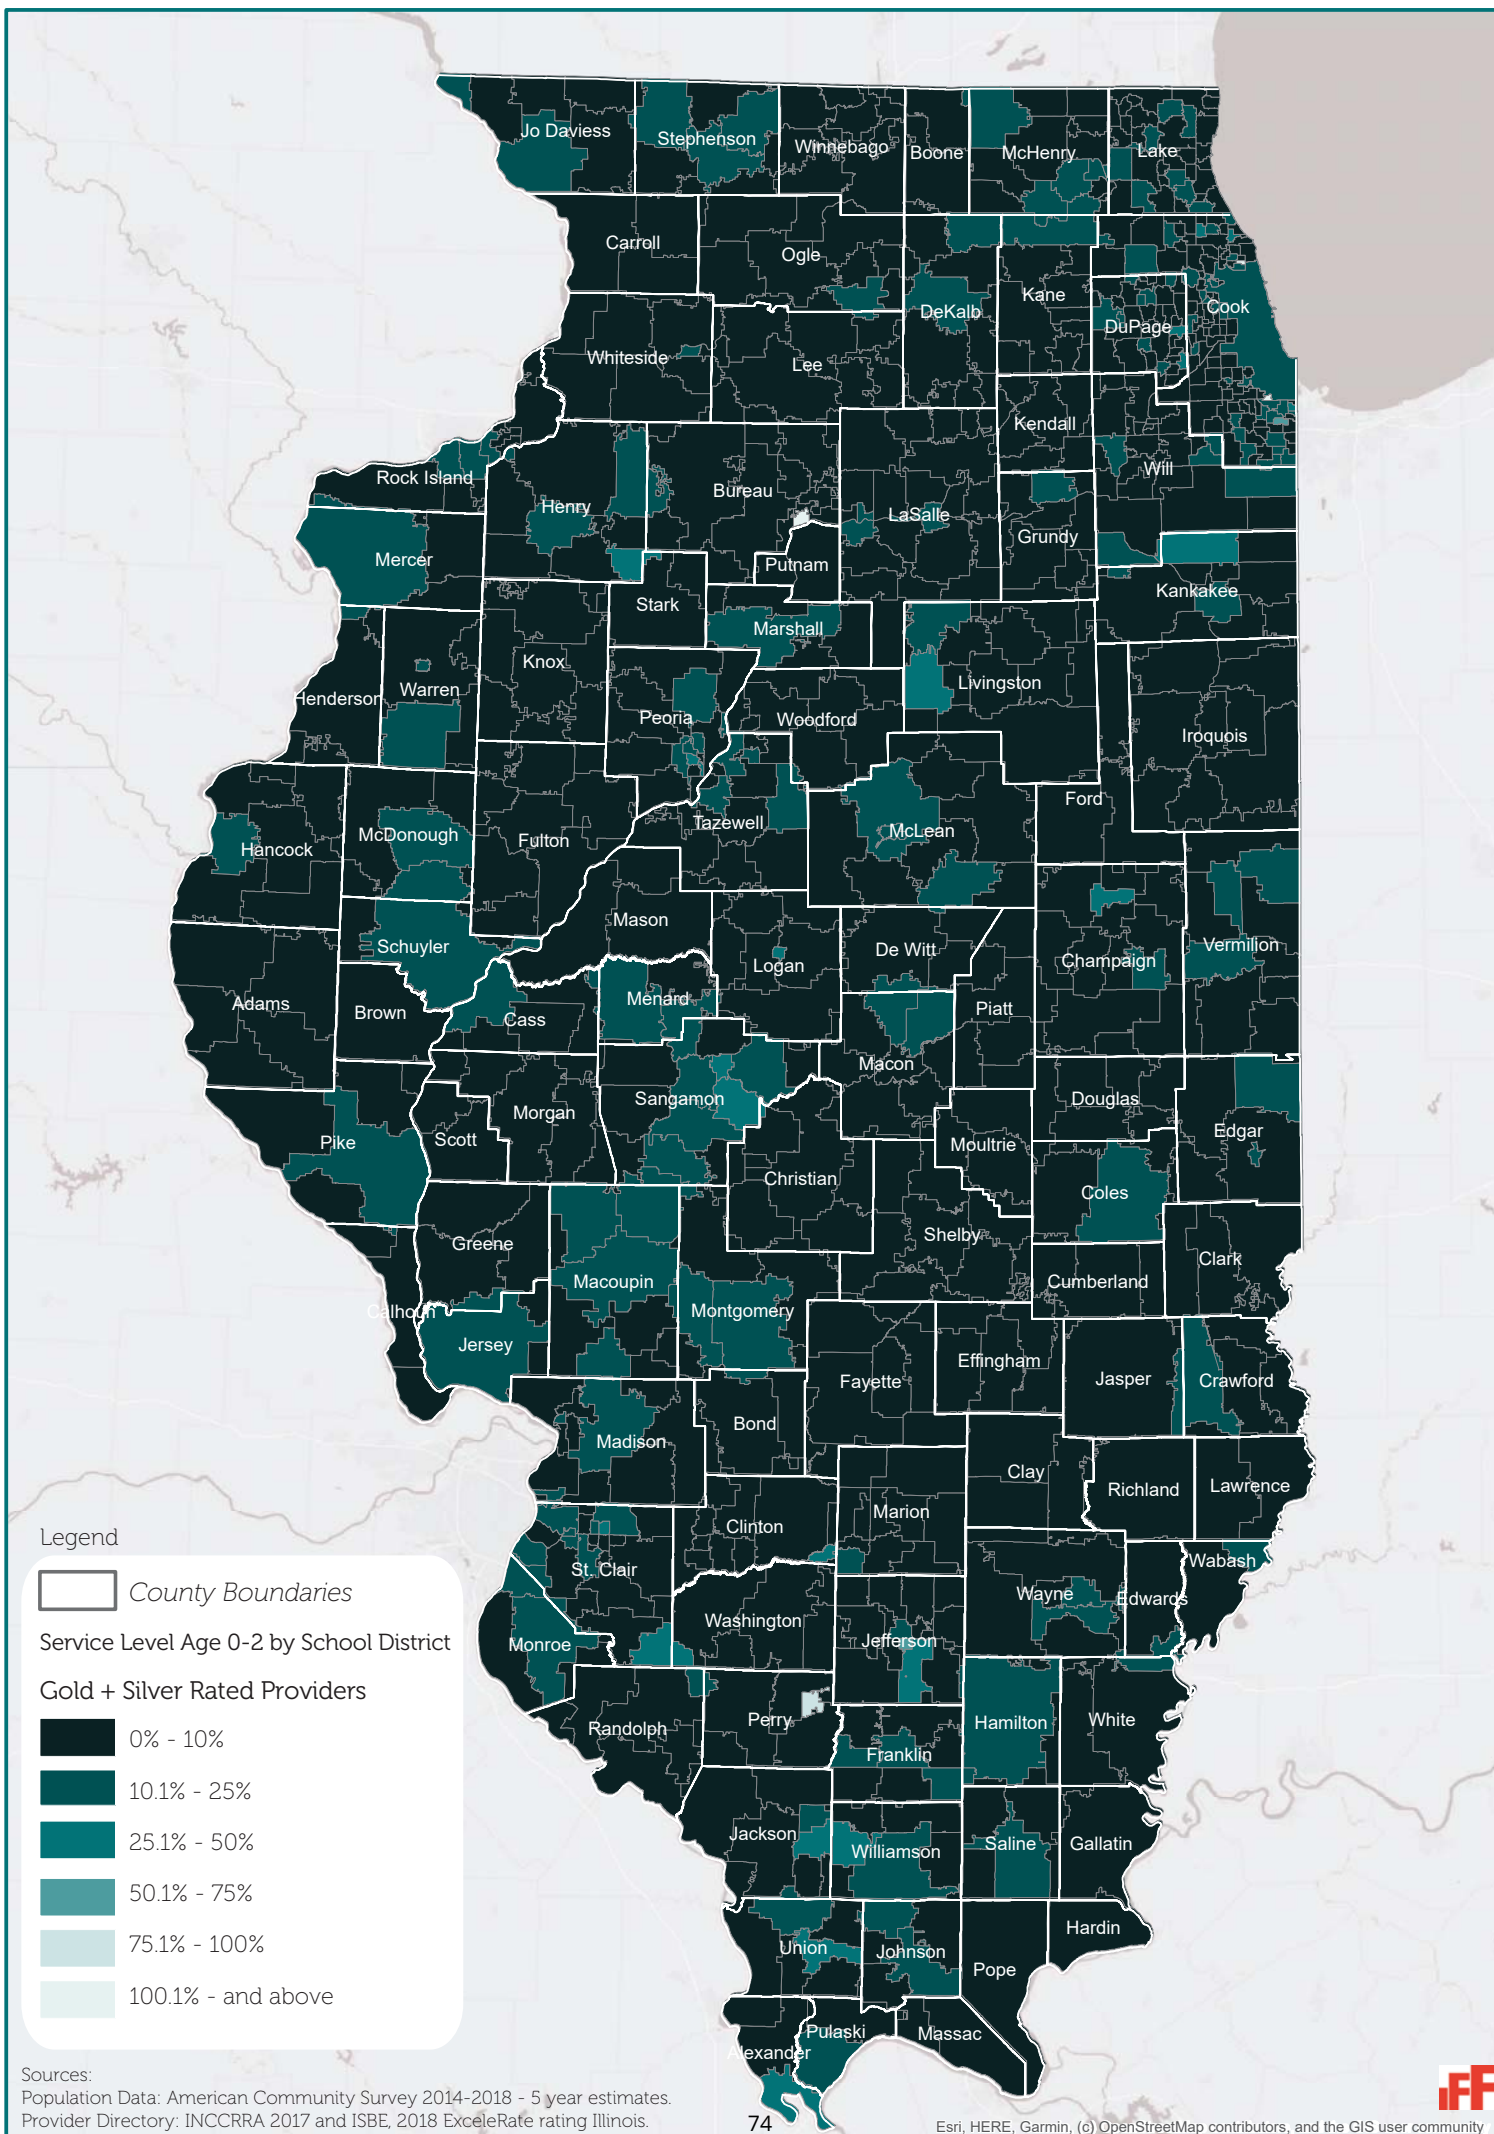 Jo Daviess
Stephenson
Winnebago
Boone
McHenry
Lake
Carroll
Ogle
DeKalb
Kane
DuPage
Cook
Whiteside
Lee
Kendall
Will
Rock Island
Henry
Bureau
LaSalle
Grundy
Mercer
Putnam
Kankakee
Stark
Marshall
Knox
Henderson
Warren
Peoria
Woodford
Livingston
Iroquois
Ford
Hancock
McDonough
Fulton
Tazewell
McLean
Mason
Schuyler
Logan
De Witt
Champaign
Vermilion
Adams
Brown
Cass
Menard
Piatt
Macon
Pike
Scott
Morgan
Sangamon
Douglas
Edgar
Moultrie
Christian
Coles
Greene
Shelby
Clark
Macoupin
Cumberland
Calhoun
Montgomery
Jersey
Effingham
Fayette
Jasper
Crawford
Madison
Bond
Clay
Richland
Lawrence
Marion
Clinton
St. Clair
Wabash
Wayne
Edwards
Washington
Monroe
Jefferson
Randolph
Perry
Hamilton
White
Franklin
Jackson
Williamson
Saline
Gallatin
Union
Johnson
Hardin
Pope
Pulaski
Massac
Alexander
Legend
County Boundaries
Service Level Age 0-2 by School District
Gold + Silver Rated Providers
0% - 10%
10.1% - 25%
25.1% - 50%
50.1% - 75%
75.1% - 100%
100.1% - and above
Sources:
Population Data: American Community Survey 2014-2018 - 5 year estimates.
Provider Directory: INCCRRA 2017 and ISBE, 2018 ExceleRate rating Illinois.
74
IFF
Esri, HERE, Garmin, (c) OpenStreetMap contributors, and the GIS user community